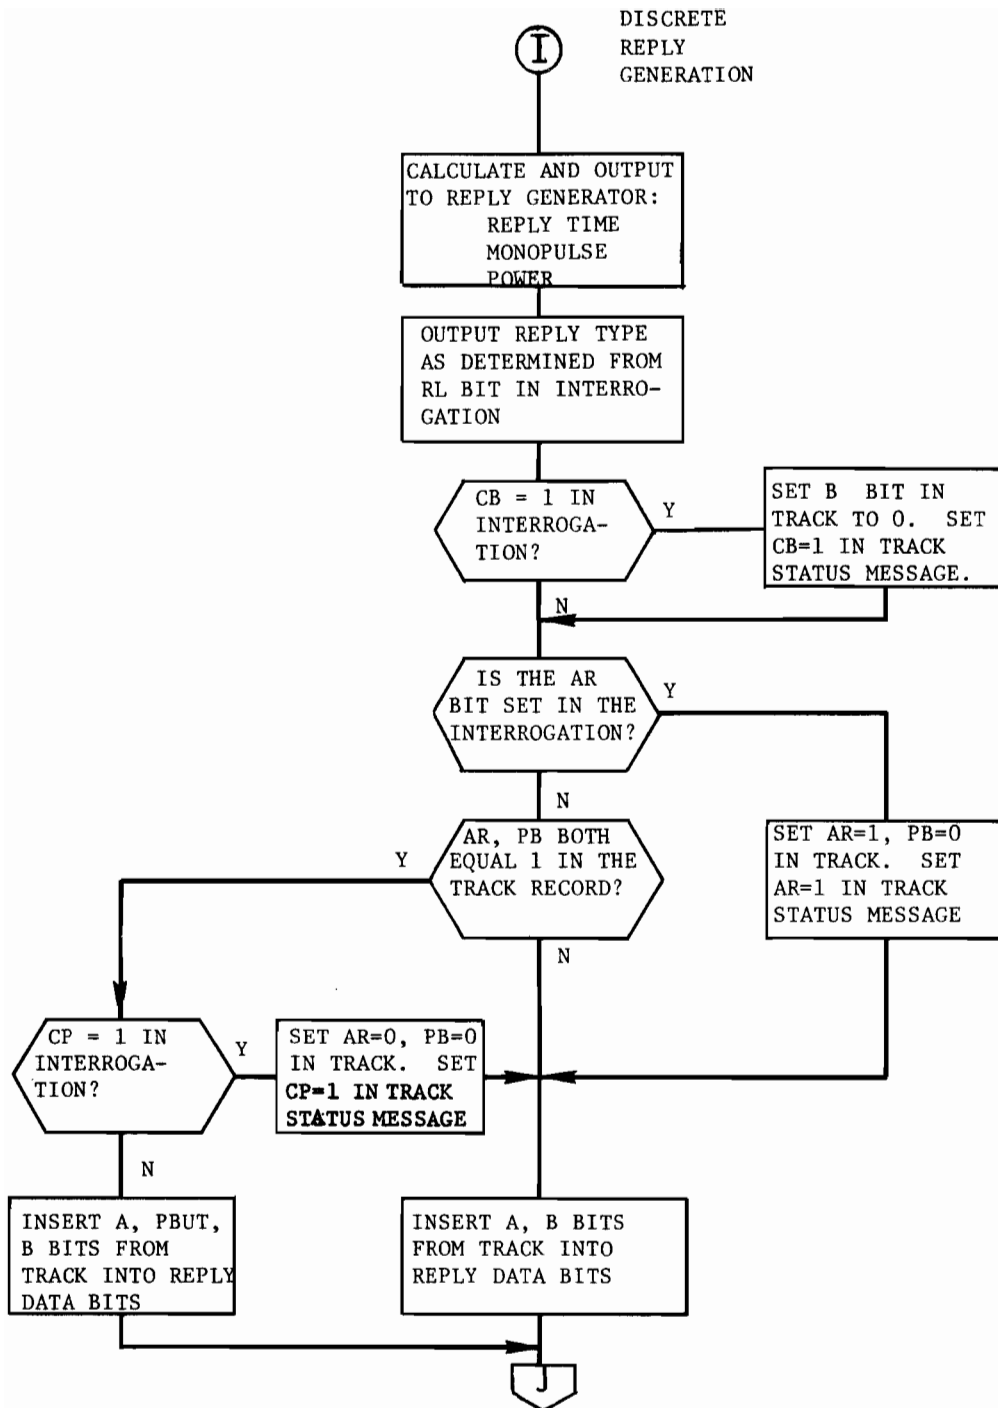 DISCRETE
REPLY
GENERATION
I
CALCULATE AND OUTPUT
TO REPLY GENERATOR:
REPLY TIME
MONOPULSE
POWER
OUTPUT REPLY TYPE
AS DETERMINED FROM
RL BIT IN INTERRO-
GATION
CB = 1 IN
INTERROGA-
TION?
Y
SET B BIT IN
TRACK TO 0. SET
CB=1 IN TRACK
STATUS MESSAGE.
N
IS THE AR
BIT SET IN THE
INTERROGATION?
Y
N
SET AR=1, PB=0
IN TRACK. SET
AR=1 IN TRACK
STATUS MESSAGE
AR, PB BOTH
EQUAL 1 IN THE
TRACK RECORD?
Y
N
CP = 1 IN
INTERROGA-
TION?
Y
SET AR=0, PB=0
IN TRACK. SET
CP=1 IN TRACK
STATUS MESSAGE
N
INSERT A, PBUT,
B BITS FROM
TRACK INTO REPLY
DATA BITS
INSERT A, B BITS
FROM TRACK INTO
REPLY DATA BITS
J